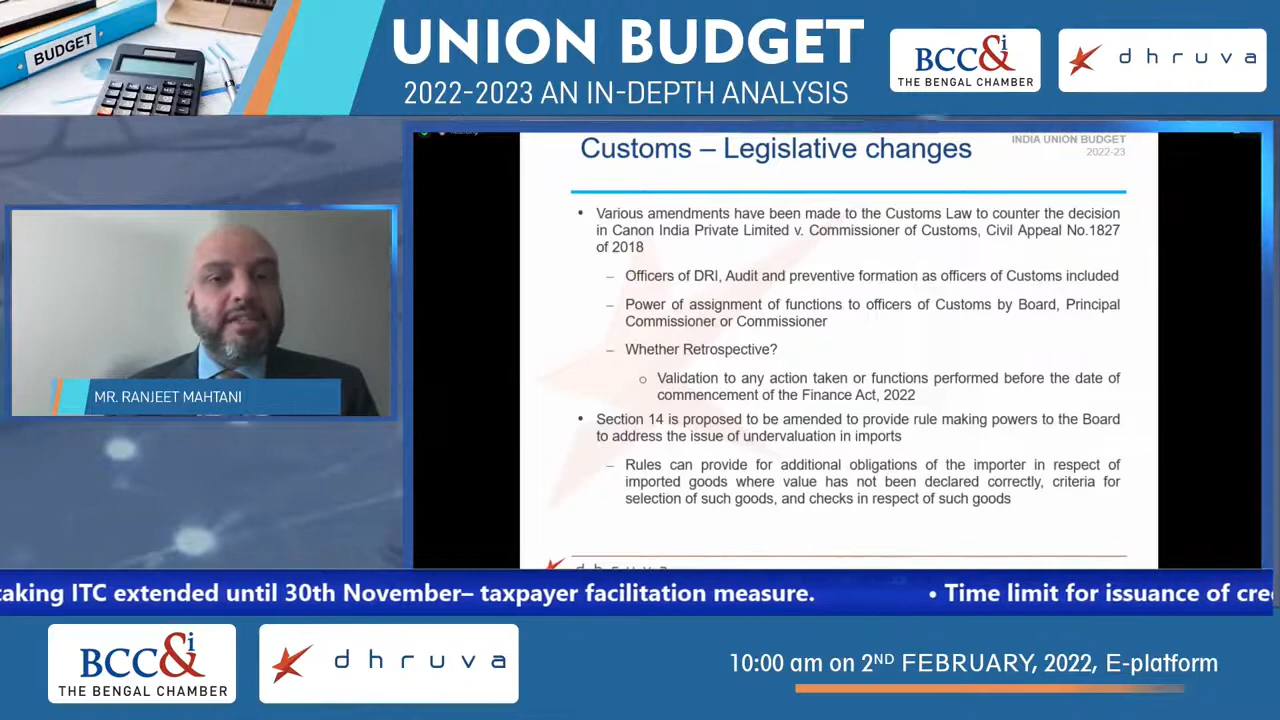 BUDGET
UNION BUDGET
2022-2023 AN IN-DEPTH ANALYSIS
BCC&i
THE BENGAL CHAMBER
dhruva
Customs – Legislative changes
INDIA UNION BUDGET
2022-23
• Various amendments have been made to the Customs Law to counter the decision
in Canon India Private Limited v. Commissioner of Customs, Civil Appeal No.1827
of 2018
– Officers of DRI, Audit and preventive formation as officers of Customs included
– Power of assignment of functions to officers of Customs by Board, Principal
Commissioner or Commissioner
– Whether Retrospective?
o Validation to any action taken or functions performed before the date of
commencement of the Finance Act, 2022
• Section 14 is proposed to be amended to provide rule making powers to the Board
to address the issue of undervaluation in imports
– Rules can provide for additional obligations of the importer in respect of
imported goods where value has not been declared correctly, criteria for
selection of such goods, and checks in respect of such goods
dhruva
MR. RANJEET MAHTANI
taking ITC extended until 30th November– taxpayer facilitation measure. • Time limit for issuance of cre
BCC&i
THE BENGAL CHAMBER
dhruva
10:00 am on 2ND FEBRUARY, 2022, E-platform